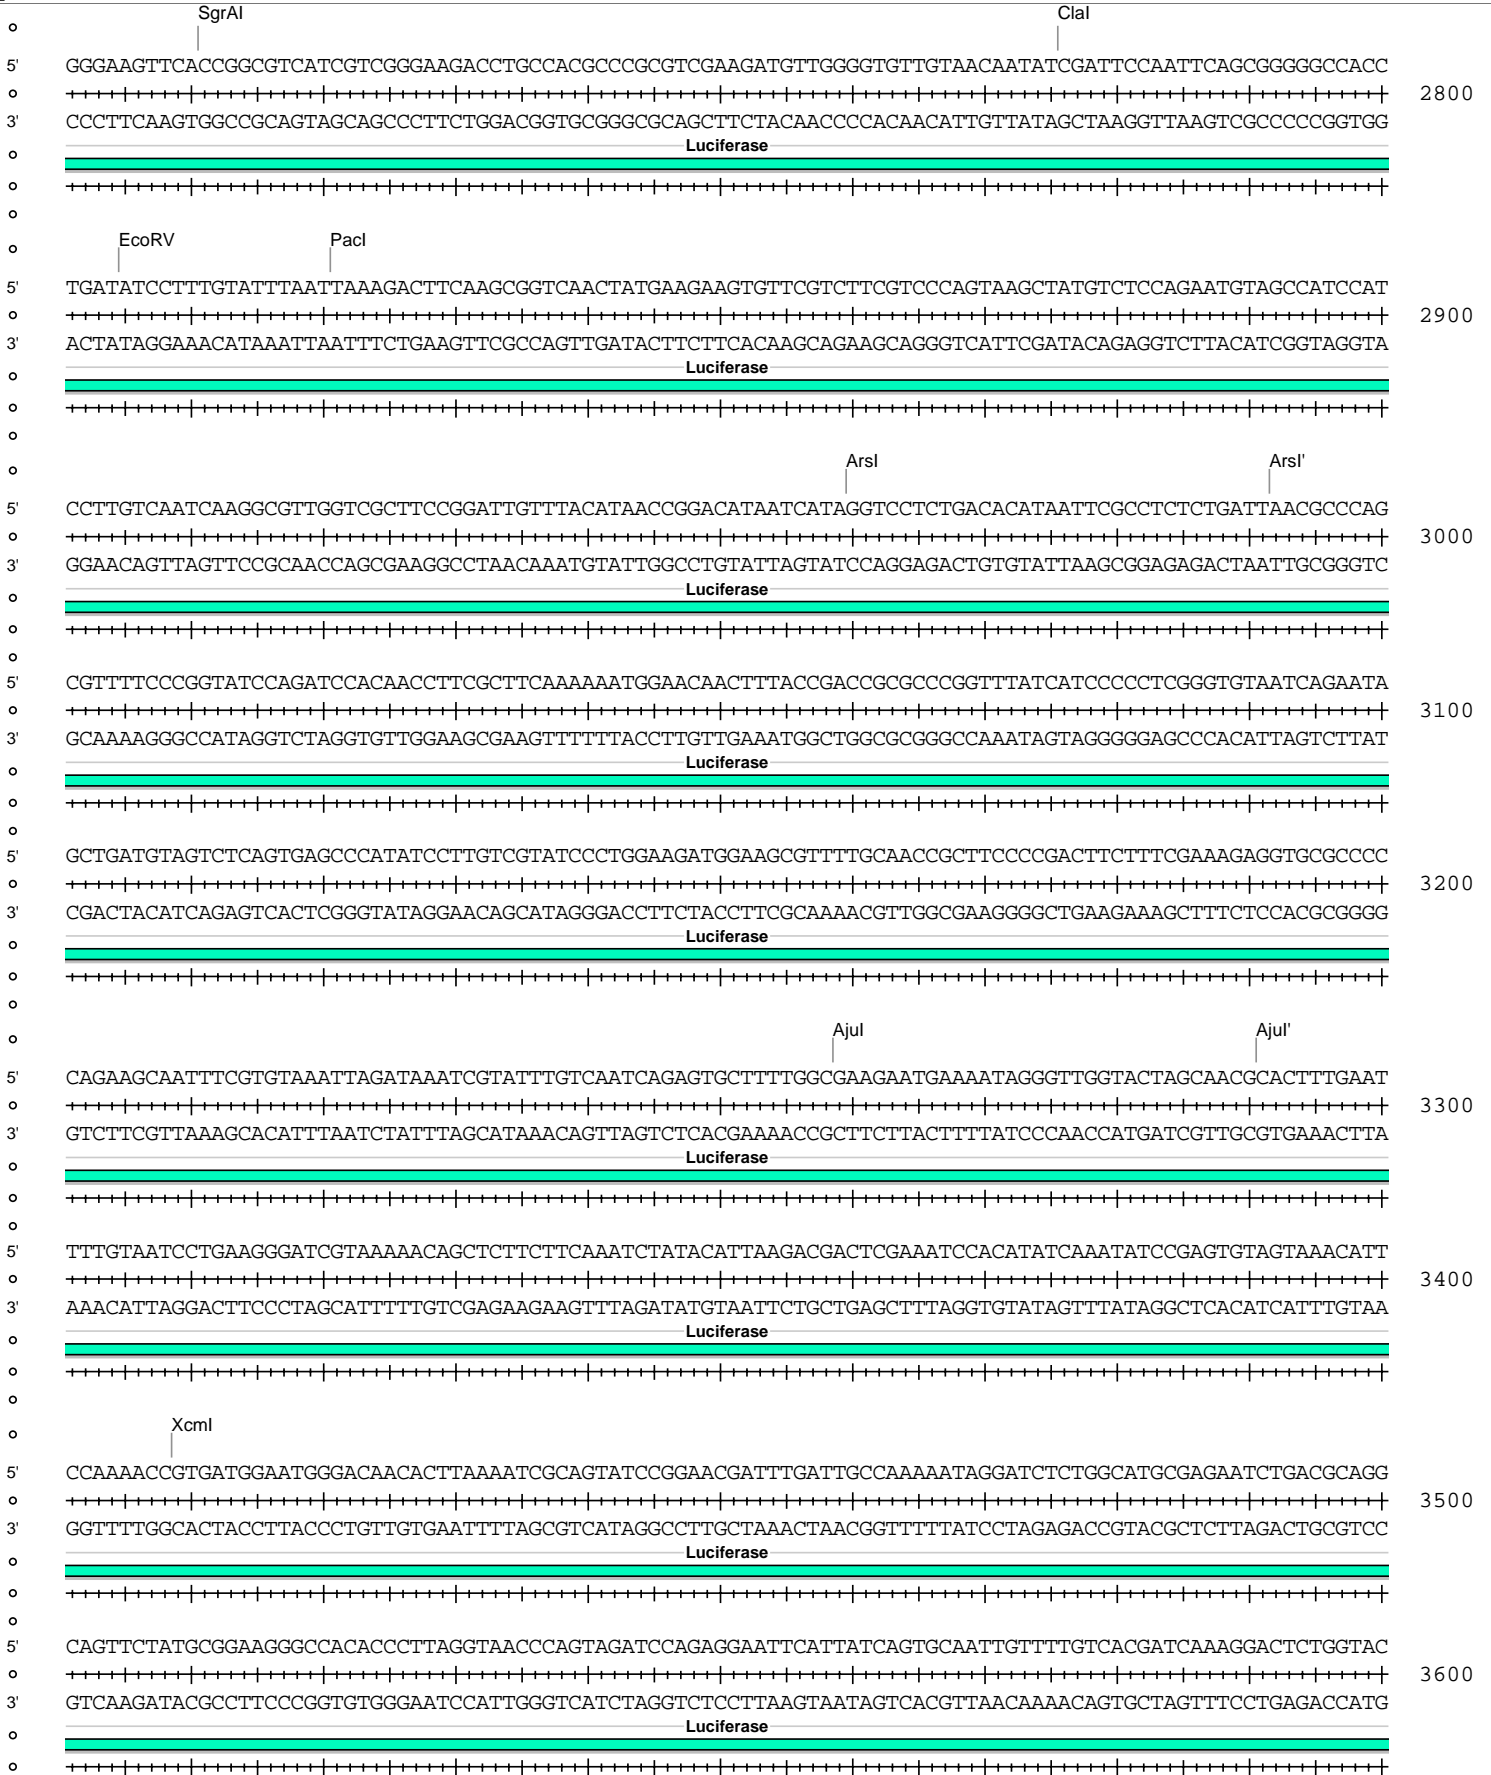 SgrAI ClaI
5' GGGAAGTTCACCGGCGTCATCGTCGGGAAGACCTGCCACGCCCGCGTCGAAGATGTTGGGGTGTTGTAACAATATCGATTCCAATTCAGCGGGGGCCACC
2800
3' CCCTTCAAGTGGCCGCAGTAGCAGCCCTTCTGGACGGTGCGGGCGCAGCTTCTACAACCCCACAACATTGTTATAGCTAAGGTTAAGTCGCCCCCGGTGG
Luciferase
EcoRV PacI
5' TGATATCCTTTGTATTTAATTAAAGACTTCAAGCGGTCAACTATGAAGAAGTGTTCGTCTTCGTCCCAGTAAGCTATGTCTCCAGAATGTAGCCATCCAT
2900
3' ACTATAGGAAACATAAATTAATTTCTGAAGTTCGCCAGTTGATACTTCTTCACAAGCAGAAGCAGGGTCATTCGATACAGAGGTCTTACATCGGTAGGTA
Luciferase
ArsI ArsI'
5' CCTTGTCAATCAAGGCGTTGGTCGCTTCCGGATTGTTTACATAACCGGACATAATCATAGGTCCTCTGACACATAATTCGCCTCTCTGATTAACGCCCAG
3000
3' GGAACAGTTAGTTCCGCAACCAGCGAAGGCCTAACAAATGTATTGGCCTGTATTAGTATCCAGGAGACTGTGTATTAAGCGGAGAGACTAATTGCGGGTC
Luciferase
5' CGTTTTCCCGGTATCCAGATCCACAACCTTCGCTTCAAAAAATGGAACAACTTTACCGACCGCGCCCGGTTTATCATCCCCCTCGGGTGTAATCAGAATA
3100
3' GCAAAAGGGCCATAGGTCTAGGTGTTGGAAGCGAAGTTTTTTACCTTGTTGAAATGGCTGGCGCGGGCCAAATAGTAGGGGGAGCCCACATTAGTCTTAT
Luciferase
5' GCTGATGTAGTCTCAGTGAGCCCATATCCTTGTCGTATCCCTGGAAGATGGAAGCGTTTTGCAACCGCTTCCCCGACTTCTTTCGAAAGAGGTGCGCCCC
3200
3' CGACTACATCAGAGTCACTCGGGTATAGGAACAGCATAGGGACCTTCTACCTTCGCAAAACGTTGGCGAAGGGGCTGAAGAAAGCTTTCTCCACGCGGGG
Luciferase
AjuI AjuI'
5' CAGAAGCAATTTCGTGTAAATTAGATAAATCGTATTTGTCAATCAGAGTGCTTTTGGCGAAGAATGAAAATAGGGTTGGTACTAGCAACGCACTTTGAAT
3300
3' GTCTTCGTTAAAGCACATTTAATCTATTTAGCATAAACAGTTAGTCTCACGAAAACCGCTTCTTACTTTTATCCCAACCATGATCGTTGCGTGAAACTTA
Luciferase
5' TTTGTAATCCTGAAGGGATCGTAAAAACAGCTCTTCTTCAAATCTATACATTAAGACGACTCGAAATCCACATATCAAATATCCGAGTGTAGTAAACATT
3400
3' AAACATTAGGACTTCCCTAGCATTTTTGTCGAGAAGAAGTTTAGATATGTAATTCTGCTGAGCTTTAGGTGTATAGTTTATAGGCTCACATCATTTGTAA
Luciferase
XcmI
5' CCAAAACCGTGATGGAATGGGACAACACTTAAAATCGCAGTATCCGGAACGATTTGATTGCCAAAAATAGGATCTCTGGCATGCGAGAATCTGACGCAGG
3500
3' GGTTTTGGCACTACCTTACCCTGTTGTGAATTTTAGCGTCATAGGCCTTGCTAAACTAACGGTTTTTATCCTAGAGACCGTACGCTCTTAGACTGCGTCC
Luciferase
5' CAGTTCTATGCGGAAGGGCCACACCCTTAGGTAACCCAGTAGATCCAGAGGAATTCATTATCAGTGCAATTGTTTTGTCACGATCAAAGGACTCTGGTAC
3600
3' GTCAAGATACGCCTTCCCGGTGTGGGAATCCATTGGGTCATCTAGGTCTCCTTAAGTAATAGTCACGTTAACAAAACAGTGCTAGTTTCCTGAGACCATG
Luciferase